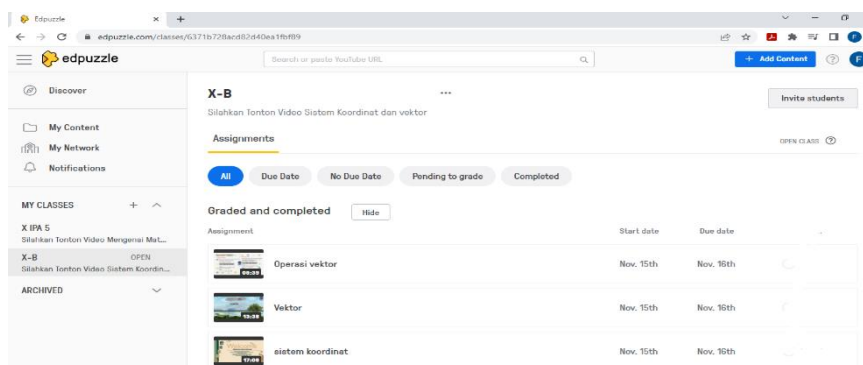 Edpuzzle
edpuzzle.com/classes/6371b728acd82d40ea1fbf89
edpuzzle
Search or paste YouTube URL
+ Add Content
F
Discover
My Content
My Network
Notifications
MY CLASSES
X IPA 5
Silahkan Tonton Video Mengenai Mat...
X-B OPEN
Silahkan Tonton Video Sistem Koordin...
ARCHIVED
X-B
...
Invite students
Silahkan Tonton Video Sistem Koordinat dan vektor
Assignments
OPEN CLASS
All Due Date No Due Date Pending to grade Completed
Graded and completed Hide
Assignment Start date Due date
Operasi vektor Nov. 15th Nov. 16th
Vektor Nov. 15th Nov. 16th
sistem koordinat Nov. 15th Nov. 16th
17:08